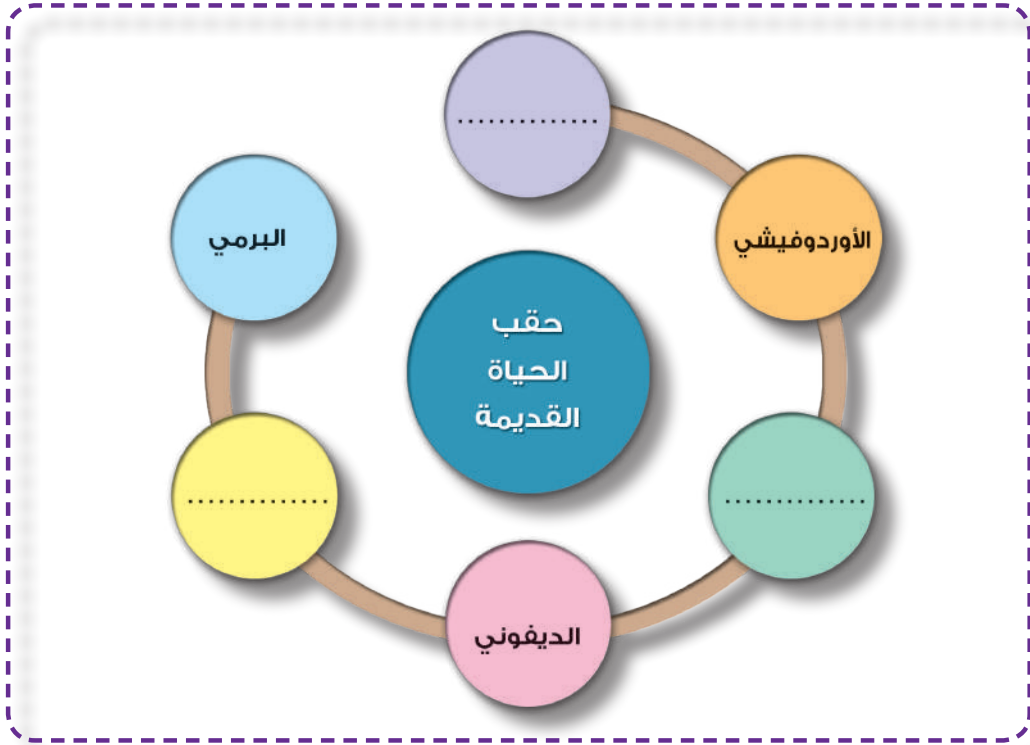 ..............
الأوردوفيشي
البرمي
حقب
الحياة
القديمة
..............
..............
الديفوني